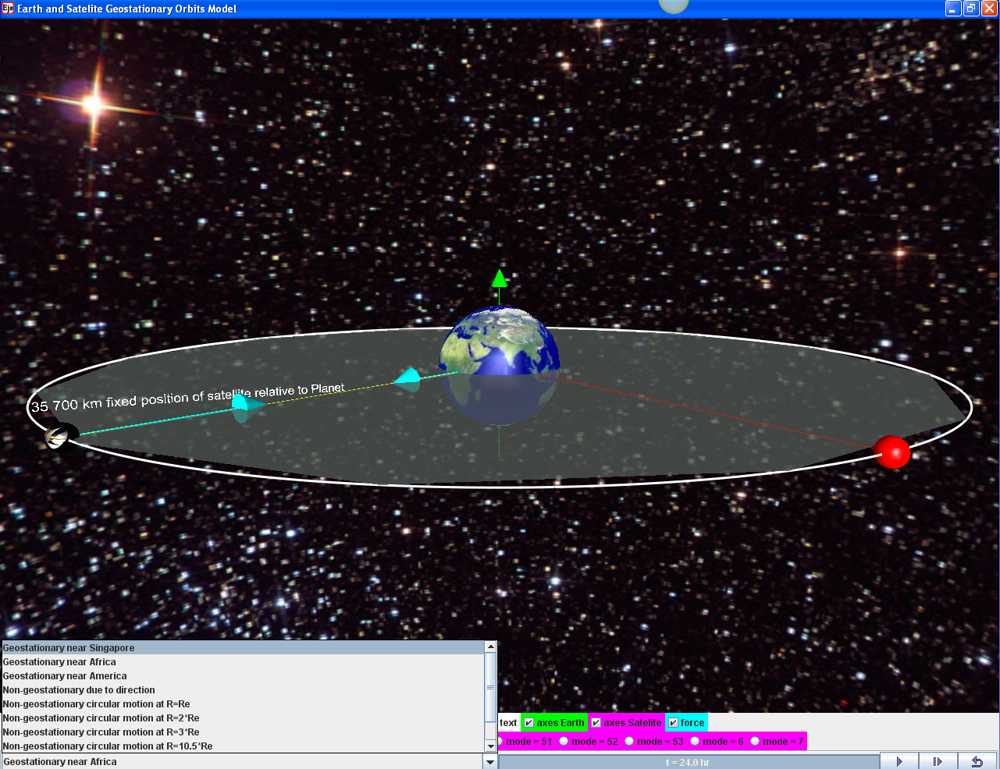 Ejs Earth and Satelite Geostationary Orbits Model
35 700 km fixed position of satellite relative to Planet
Geostationary near Singapore
Geostationary near Africa
Geostationary near America
Non-geostationary due to direction
Non-geostationary circular motion at R=Re
Non-geostationary circular motion at R=2*Re
Non-geostationary circular motion at R=3*Re
Non-geostationary circular motion at R=10.5*Re
text axes Earth axes Satelite force
mode = 51 mode = 52 mode = 53 mode = 6 mode = 7
Geostationary near Africa t = 24.0 hr